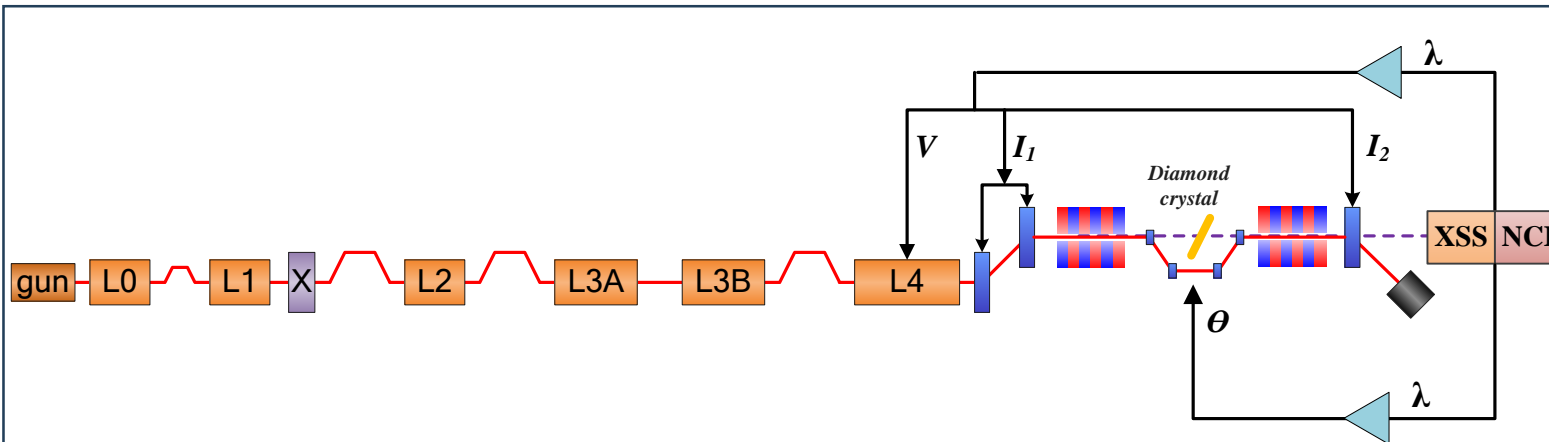 λ
V
I1
I2
Diamond
crystal
XSS
gun
L0
L1
X
L2
L3A
L3B
L4
Θ
λ